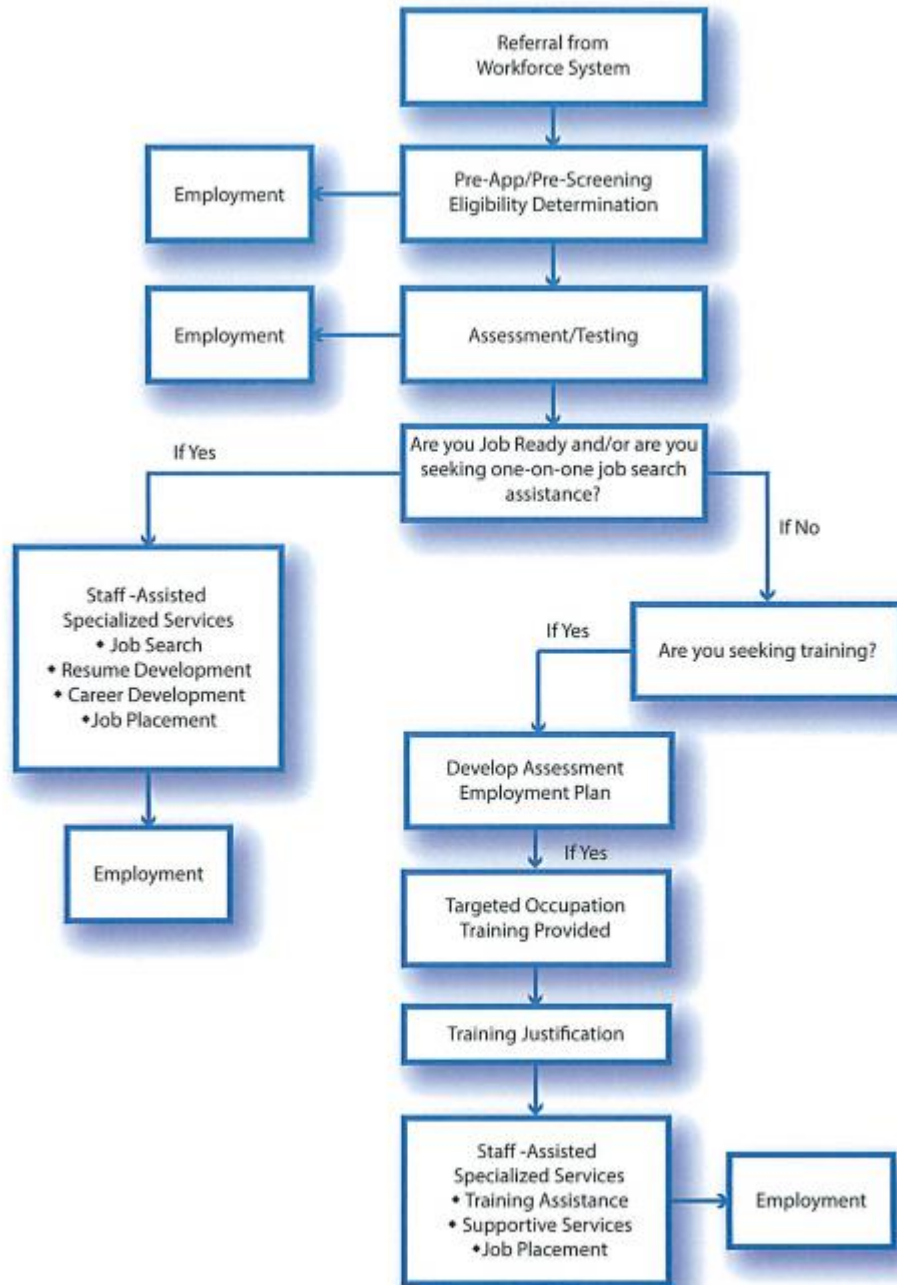 Referral from
Workforce System
Employment
Pre-App/Pre-Screening
Eligibility Determination
Employment
Assessment/Testing
If Yes
Are you Job Ready and/or are you
seeking one-on-one job search
assistance?
If No
Staff -Assisted
Specialized Services
◆ Job Search
◆ Resume Development
◆ Career Development
◆Job Placement
If Yes
Are you seeking training?
Develop Assessment
Employment Plan
Employment
If Yes
Targeted Occupation
Training Provided
Training Justification
Staff -Assisted
Specialized Services
◆ Training Assistance
◆ Supportive Services
◆Job Placement
Employment